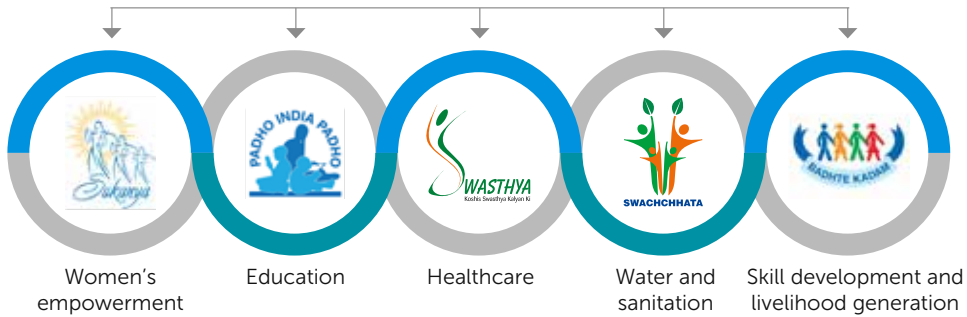 Sukanya
PADHO INDIA PADHO
SWASTHYA
Koshis Swasthya Kalyan Ki
SWACHCHHATA
BADHTE KADAM
Women's
empowerment
Education
Healthcare
Water and
sanitation
Skill development and
livelihood generation